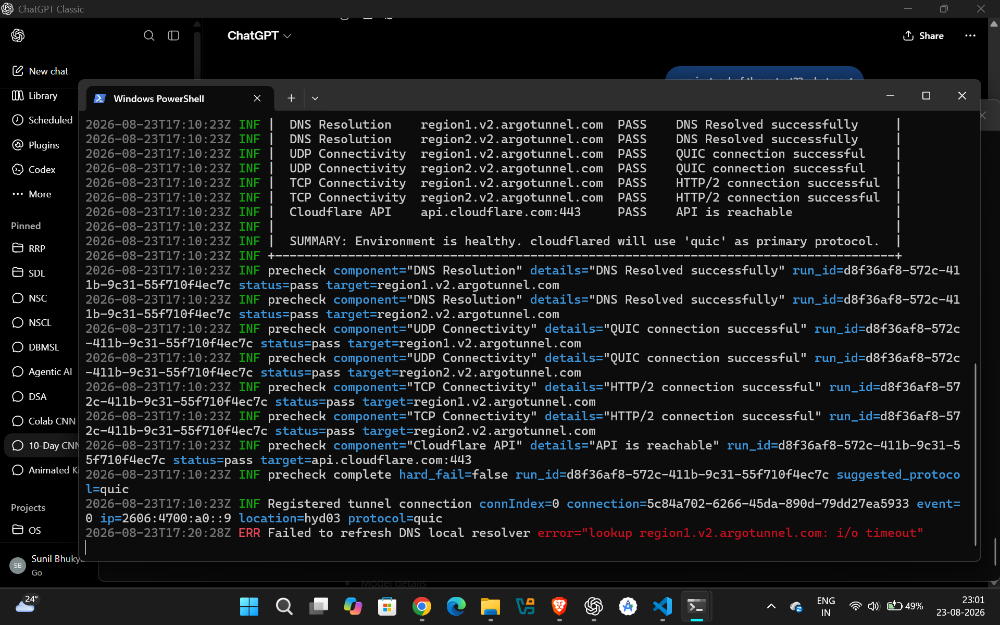 ChatGPT Classic
ChatGPT
Share
New chat
Library
Scheduled
Plugins
Codex
More
Pinned
RRP
SDL
NSC
NSCL
DBMSL
Agentic AI
DSA
Colab CNN
10-Day CNN
Animated Ki
Projects
OS
SB
Sunil Bhukya
Go
Windows PowerShell
2026-08-23T17:10:23Z INF | DNS Resolution region1.v2.argotunnel.com PASS DNS Resolved successfully |
2026-08-23T17:10:23Z INF | DNS Resolution region2.v2.argotunnel.com PASS DNS Resolved successfully |
2026-08-23T17:10:23Z INF | UDP Connectivity region1.v2.argotunnel.com PASS QUIC connection successful |
2026-08-23T17:10:23Z INF | UDP Connectivity region2.v2.argotunnel.com PASS QUIC connection successful |
2026-08-23T17:10:23Z INF | TCP Connectivity region1.v2.argotunnel.com PASS HTTP/2 connection successful |
2026-08-23T17:10:23Z INF | TCP Connectivity region2.v2.argotunnel.com PASS HTTP/2 connection successful |
2026-08-23T17:10:23Z INF | Cloudflare API api.cloudflare.com:443 PASS API is reachable |
2026-08-23T17:10:23Z INF | |
2026-08-23T17:10:23Z INF | SUMMARY: Environment is healthy. cloudflared will use 'quic' as primary protocol. |
2026-08-23T17:10:23Z INF +--------------------------------------------------------------------------------------+
2026-08-23T17:10:23Z INF precheck component="DNS Resolution" details="DNS Resolved successfully" run_id=d8f36af8-572c-41
1b-9c31-55f710f4ec7c status=pass target=region1.v2.argotunnel.com
2026-08-23T17:10:23Z INF precheck component="DNS Resolution" details="DNS Resolved successfully" run_id=d8f36af8-572c-41
1b-9c31-55f710f4ec7c status=pass target=region2.v2.argotunnel.com
2026-08-23T17:10:23Z INF precheck component="UDP Connectivity" details="QUIC connection successful" run_id=d8f36af8-572c
-411b-9c31-55f710f4ec7c status=pass target=region1.v2.argotunnel.com
2026-08-23T17:10:23Z INF precheck component="UDP Connectivity" details="QUIC connection successful" run_id=d8f36af8-572c
-411b-9c31-55f710f4ec7c status=pass target=region2.v2.argotunnel.com
2026-08-23T17:10:23Z INF precheck component="TCP Connectivity" details="HTTP/2 connection successful" run_id=d8f36af8-57
2c-411b-9c31-55f710f4ec7c status=pass target=region1.v2.argotunnel.com
2026-08-23T17:10:23Z INF precheck component="TCP Connectivity" details="HTTP/2 connection successful" run_id=d8f36af8-57
2c-411b-9c31-55f710f4ec7c status=pass target=region2.v2.argotunnel.com
2026-08-23T17:10:23Z INF precheck component="Cloudflare API" details="API is reachable" run_id=d8f36af8-572c-411b-9c31-5
5f710f4ec7c status=pass target=api.cloudflare.com:443
2026-08-23T17:10:23Z INF precheck complete hard_fail=false run_id=d8f36af8-572c-411b-9c31-55f710f4ec7c suggested_protoco
l=quic
2026-08-23T17:10:23Z INF Registered tunnel connection connIndex=0 connection=5c84a702-6266-45da-890d-79dd27ea5933 event=
0 ip=2606:4700:a0::9 location=hyd03 protocol=quic
2026-08-23T17:20:28Z ERR Failed to refresh DNS local resolver error="lookup region1.v2.argotunnel.com: i/o timeout"
Model details
24°
ENG
IN
49%
23:01
23-08-2026